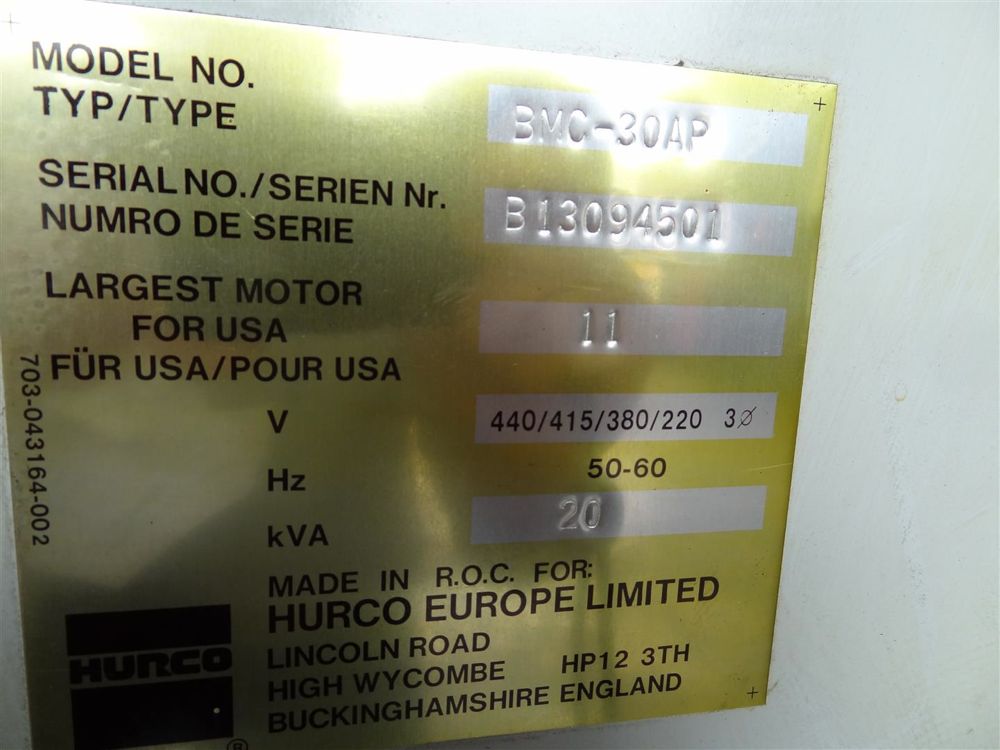 MODEL NO.
TYP/TYPE BMC-30AP
SERIAL NO./SERIEN Nr.
NUMRO DE SERIE B13094501
LARGEST MOTOR
FOR USA 11
FÜR USA/POUR USA
V 440/415/380/220 3ø
Hz 50-60
kVA 20
703-043164-002
MADE IN R.O.C. FOR:
HURCO EUROPE LIMITED
LINCOLN ROAD
HIGH WYCOMBE HP12 3TH
BUCKINGHAMSHIRE ENGLAND
HURCO
®